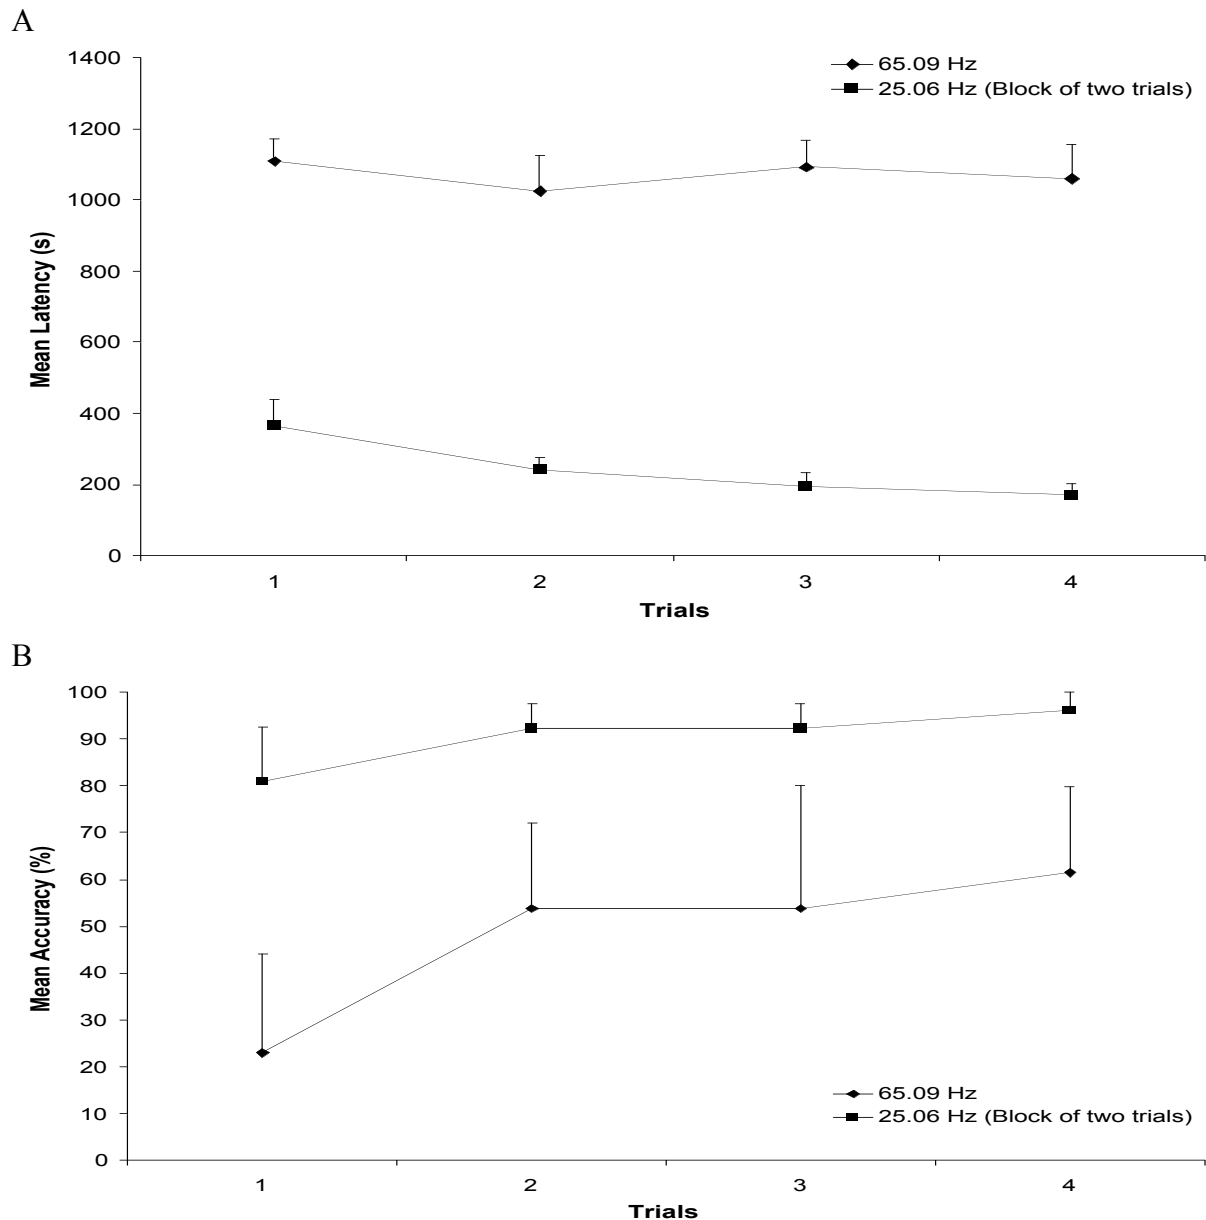 A
1400
65.09 Hz
25.06 Hz (Block of two trials)
1200
1000
800
600
400
200
0
Mean Latency (s)
1 2 3 4
Trials
B
100
90
80
70
60
50
40
30
20
10
0
Mean Accuracy (%)
65.09 Hz
25.06 Hz (Block of two trials)
1 2 3 4
Trials